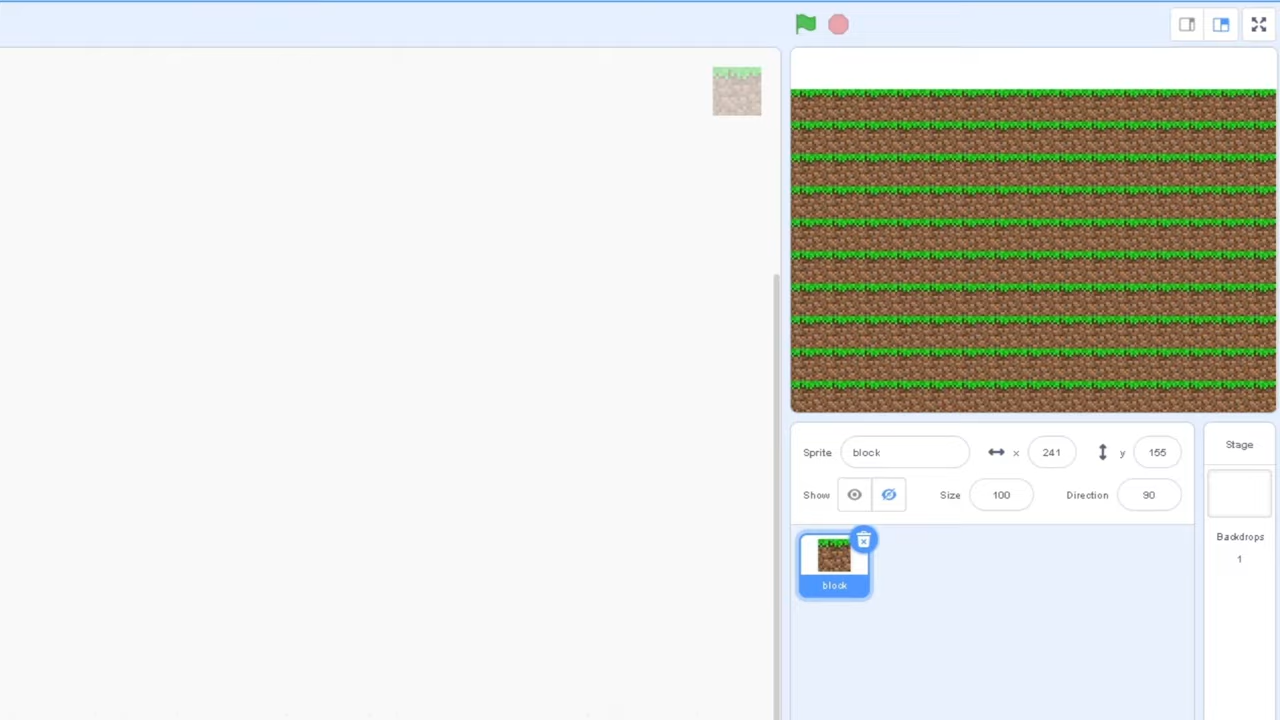 Stage
Sprite block x 241 y 155
Show Size 100 Direction 90
Backdrops
1
block